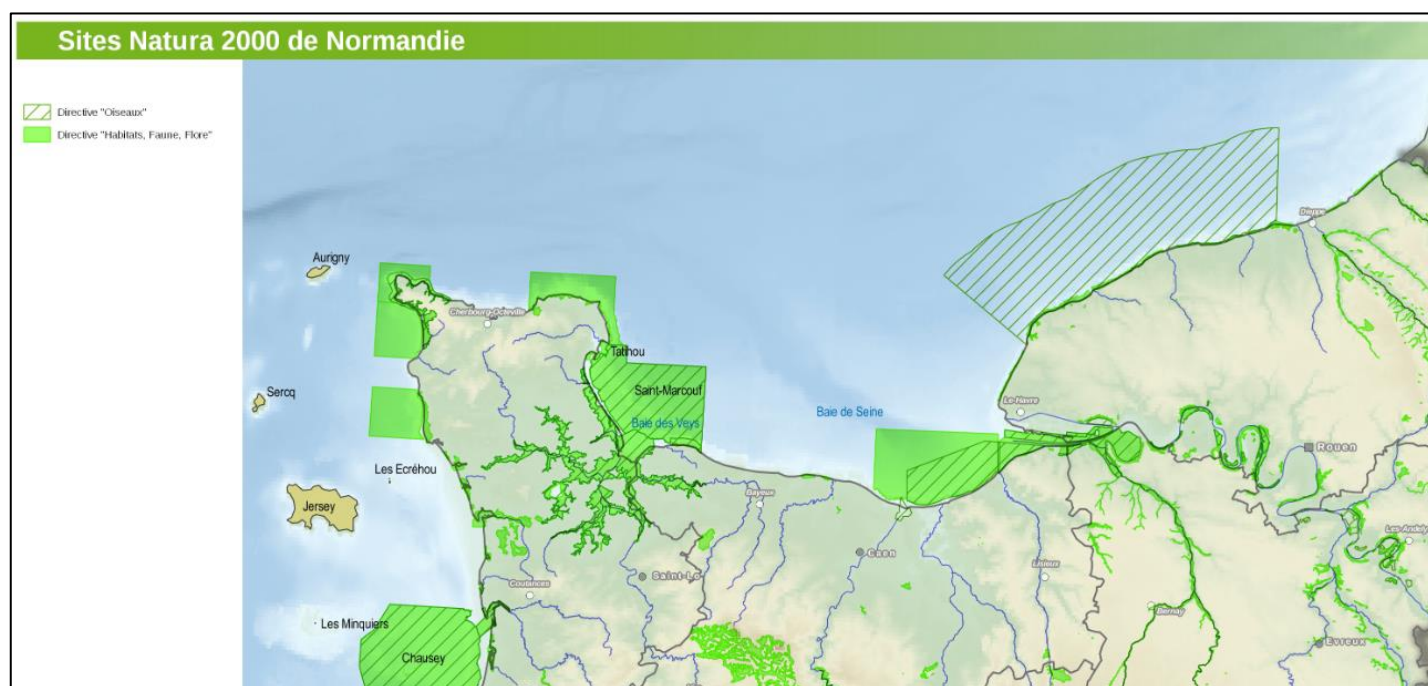 Sites Natura 2000 de Normandie
Directive "Oiseaux"
Directive "Habitats, Faune, Flore"
Dieppe
Aurigny
Cherbourg-Octeville
Tatihou
Saint-Marcouf
Sercq
Le-Havre
Baie de Seine
Baie des Veys
Rouen
Les Ecréhou
Bayeux
Jersey
Les-Andelys
Caen
Lisieux
Saint-Lo
Coutances
Bernay
Les Minquiers
Evreux
Chausey